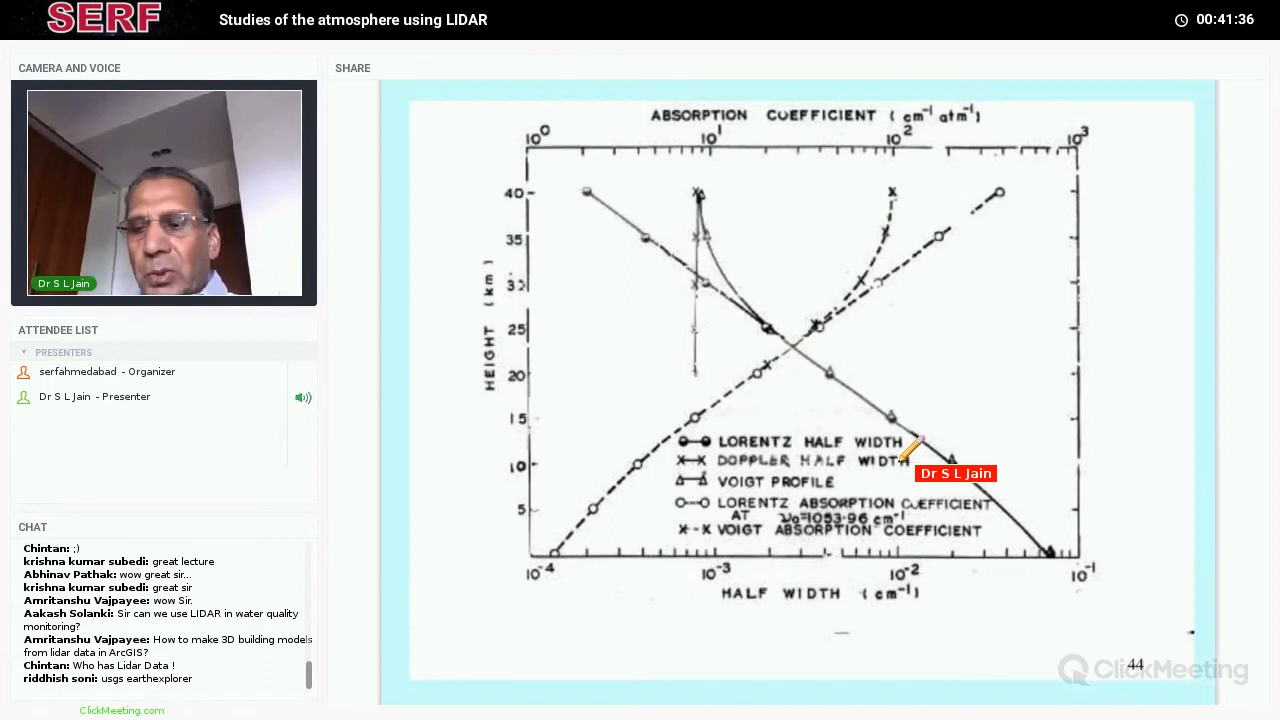 SERF
Studies of the atmosphere using LIDAR
00:41:36
CAMERA AND VOICE
Dr S L Jain
ATTENDEE LIST
PRESENTERS
serfahmedabad - Organizer
Dr S L Jain - Presenter
CHAT
Chintan: ;)
krishna kumar subedi: great lecture
Abhinav Pathak: wow great sir...
krishna kumar subedi: great sir
Amritanshu Vajpayee: wow Sir.
Aakash Solanki: Sir can we use LIDAR in water quality
monitoring?
Amritanshu Vajpayee: How to make 3D building models
from lidar data in ArcGIS?
Chintan: Who has Lidar Data !
riddhish soni: usgs earthexplorer
ClickMeeting.com
SHARE
ABSORPTION COEFFICIENT ( cm⁻¹ atm⁻¹)
10⁰ 10¹ 10² 10³
HEIGHT (km)
40
35
25
20
15
10
5
LORENTZ HALF WIDTH
DOPPLER HALF WIDTH
VOIGT PROFILE
LORENTZ ABSORPTION COEFFICIENT
AT ν₀=1053.96 cm⁻¹
VOIGT ABSORPTION COEFFICIENT
Dr S L Jain
10⁻⁴ 10⁻³ 10⁻² 10⁻¹
HALF WIDTH (cm⁻¹)
44
ClickMeeting